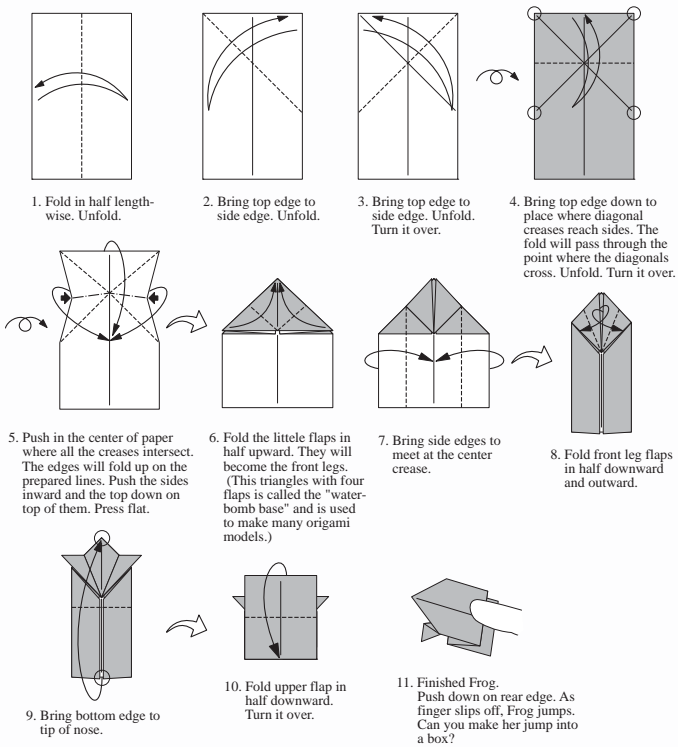 1. Fold in half length-
wise. Unfold.
2. Bring top edge to
side edge. Unfold.
3. Bring top edge to
side edge. Unfold.
Turn it over.
4. Bring top edge down to
place where diagonal
creases reach sides. The
fold will pass through the
point where the diagonals
cross. Unfold. Turn it over.
5. Push in the center of paper
where all the creases intersect.
The edges will fold up on the
prepared lines. Push the sides
inward and the top down on
top of them. Press flat.
6. Fold the littele flaps in
half upward. They will
become the front legs.
(This triangles with four
flaps is called the "water-
bomb base" and is used
to make many origami
models.)
7. Bring side edges to
meet at the center
crease.
8. Fold front leg flaps
in half downward
and outward.
9. Bring bottom edge to
tip of nose.
10. Fold upper flap in
half downward.
Turn it over.
11. Finished Frog.
Push down on rear edge. As
finger slips off, Frog jumps.
Can you make her jump into
a box?